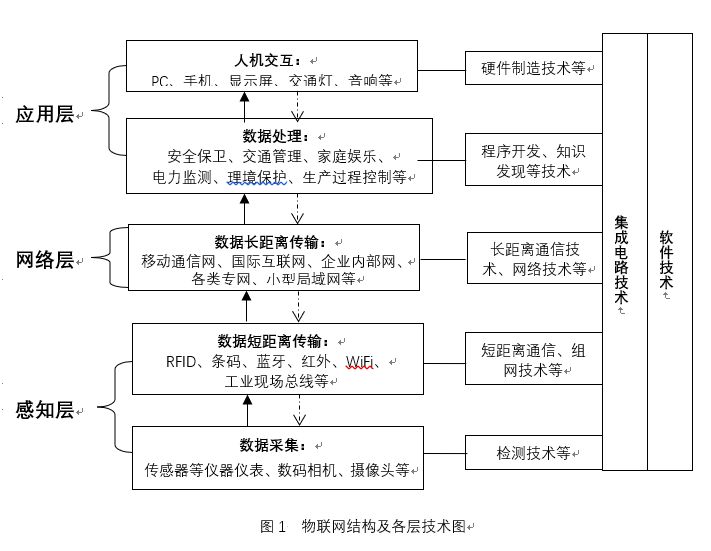 应用层
人机交互：
PC、手机、显示屏、交通灯、音响等
硬件制造技术等
数据处理：
安全保卫、交通管理、家庭娱乐、
电力监测、理境保护、生产过程控制等
程序开发、知识
发现等技术
网络层
数据长距离传输：
移动通信网、国际互联网、企业内部网、
各类专网、小型局域网等
长距离通信技
术、网络技术等
感知层
数据短距离传输：
RFID、条码、蓝牙、红外、WiFi、
工业现场总线等
短距离通信、组
网技术等
数据采集：
传感器等仪器仪表、数码相机、摄像头等
检测技术等
集成电路技术
软件技术
图 1 物联网结构及各层技术图